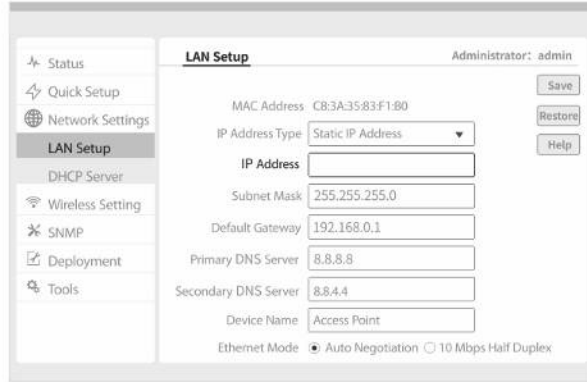 LAN Setup
Administrator: admin
Status
Quick Setup
Network Settings
LAN Setup
DHCP Server
Wireless Setting
SNMP
Deployment
Tools
MAC Address C8:3A:35:83:F1:B0
IP Address Type Static IP Address
IP Address
Subnet Mask 255.255.255.0
Default Gateway 192.168.0.1
Primary DNS Server 8.8.8.8
Secondary DNS Server 8.8.4.4
Device Name Access Point
Ethernet Mode Auto Negotiation 10 Mbps Half Duplex
Save
Restore
Help